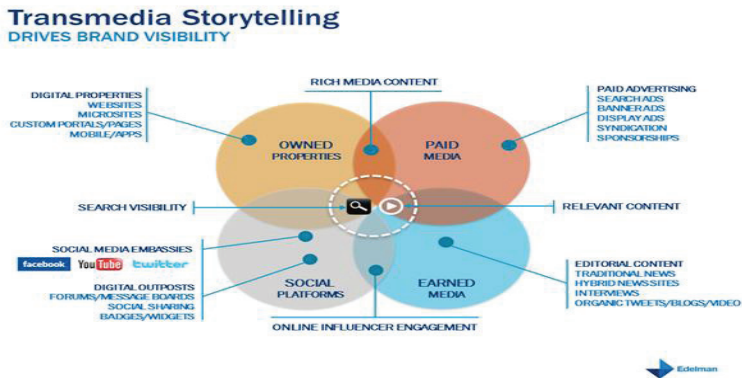 Transmedia Storytelling
DRIVES BRAND VISIBILITY
RICH MEDIA CONTENT
DIGITAL PROPERTIES
WEBSITES
MICROSITES
CUSTOM PORTALS/PAGES
MOBILE/APPS
PAID ADVERTISING
SEARCH ADS
BANNER ADS
DISPLAY ADS
SYNDICATION
SPONSORSHIPS
OWNED
PROPERTIES
PAID
MEDIA
SEARCH VISIBILITY
RELEVANT CONTENT
SOCIAL MEDIA EMBASSIES
facebook YouTube twitter
DIGITAL OUTPOSTS
FORUMS/MESSAGE BOARDS
SOCIAL SHARING
BADGES/WIDGETS
SOCIAL
PLATFORMS
EARNED
MEDIA
EDITORIAL CONTENT
TRADITIONAL NEWS
HYBRID NEWS SITES
INTERVIEWS
ORGANIC TWEETS/BLOGS/VIDEO
ONLINE INFLUENCER ENGAGEMENT
Edelman